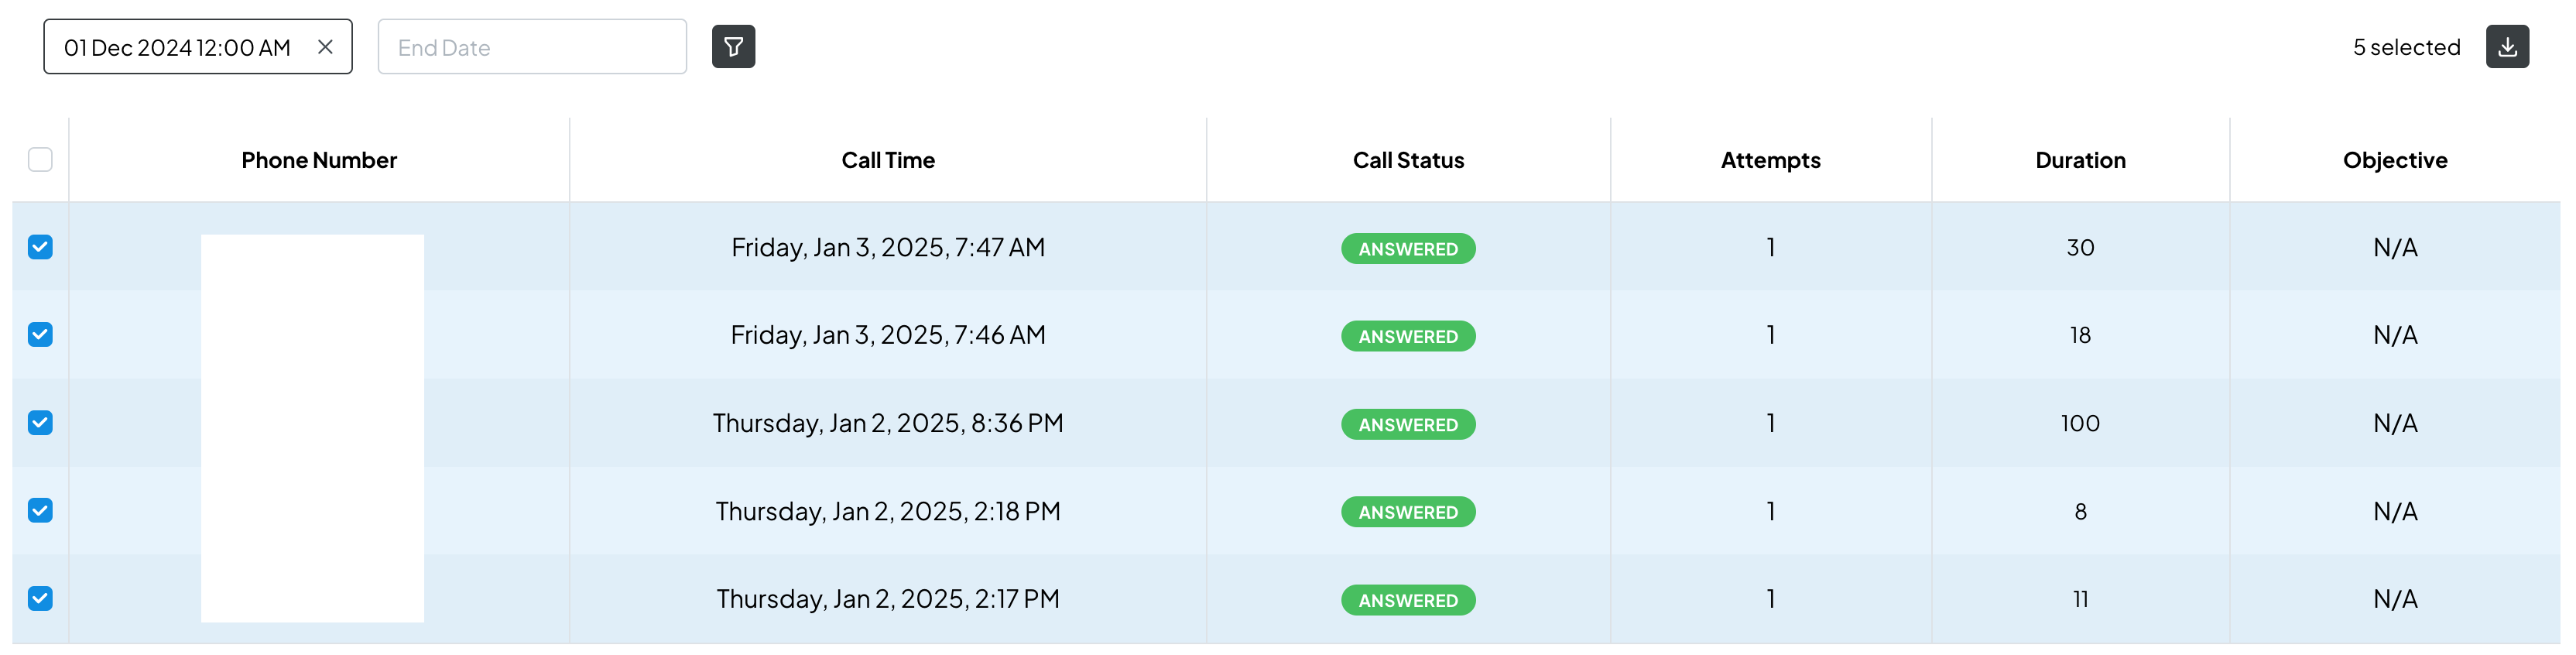 01 Dec 2024 12:00 AM End Date 5 selected
Phone Number Call Time Call Status Attempts Duration Objective
Friday, Jan 3, 2025, 7:47 AM ANSWERED 1 30 N/A
Friday, Jan 3, 2025, 7:46 AM ANSWERED 1 18 N/A
Thursday, Jan 2, 2025, 8:36 PM ANSWERED 1 100 N/A
Thursday, Jan 2, 2025, 2:18 PM ANSWERED 1 8 N/A
Thursday, Jan 2, 2025, 2:17 PM ANSWERED 1 11 N/A